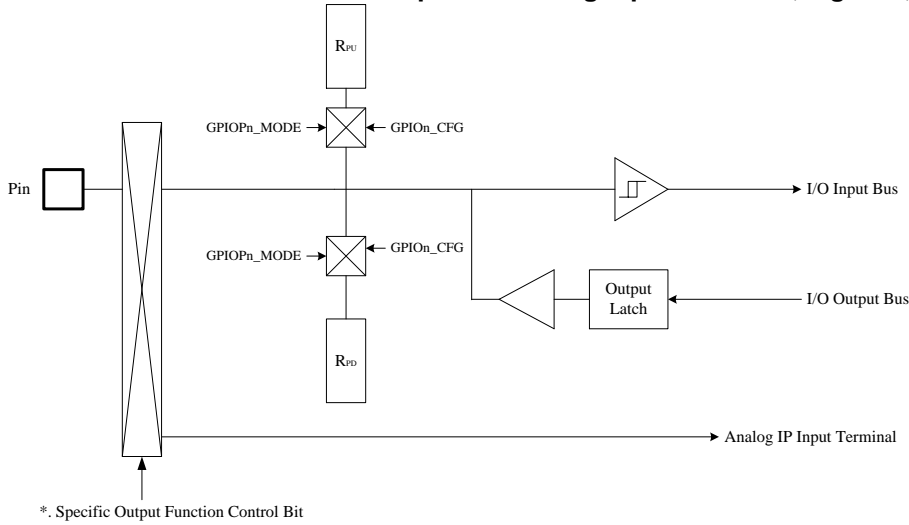 RPU
GPIOPn_MODE
GPIOn_CFG
Pin
I/O Input Bus
GPIOPn_MODE
GPIOn_CFG
Output
Latch
I/O Output Bus
RPD
Analog IP Input Terminal
*. Specific Output Function Control Bit